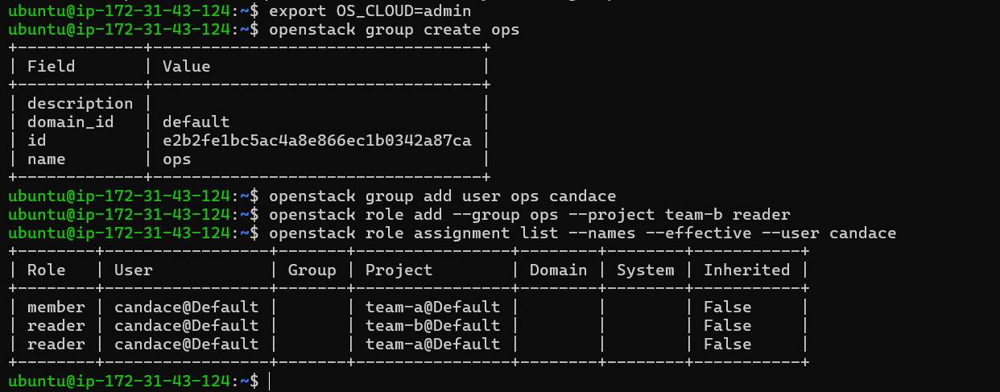 ubuntu@ip-172-31-43-124:~$ export OS_CLOUD=admin
ubuntu@ip-172-31-43-124:~$ openstack group create ops
+-------------+----------------------------------+
| Field       | Value                            |
+-------------+----------------------------------+
| description |                                  |
| domain_id   | default                          |
| id          | e2b2fe1bc5ac4a8e866ec1b0342a87ca |
| name        | ops                              |
+-------------+----------------------------------+
ubuntu@ip-172-31-43-124:~$ openstack group add user ops candace
ubuntu@ip-172-31-43-124:~$ openstack role add --group ops --project team-b reader
ubuntu@ip-172-31-43-124:~$ openstack role assignment list --names --effective --user candace
+--------+-----------------+-------+----------------+--------+--------+-----------+
| Role   | User            | Group | Project        | Domain | System | Inherited |
+--------+-----------------+-------+----------------+--------+--------+-----------+
| member | candace@Default |       | team-a@Default |        |        | False     |
| reader | candace@Default |       | team-b@Default |        |        | False     |
| reader | candace@Default |       | team-a@Default |        |        | False     |
+--------+-----------------+-------+----------------+--------+--------+-----------+
ubuntu@ip-172-31-43-124:~$